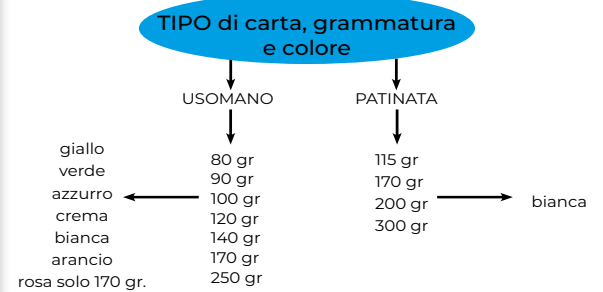 TIPO di carta, grammatura
e colore
USOMANO
PATINATA
giallo
verde
azzurro
crema
bianca
arancio
rosa solo 170 gr.
80 gr
90 gr
100 gr
120 gr
140 gr
170 gr
250 gr
115 gr
170 gr
200 gr
300 gr
bianca